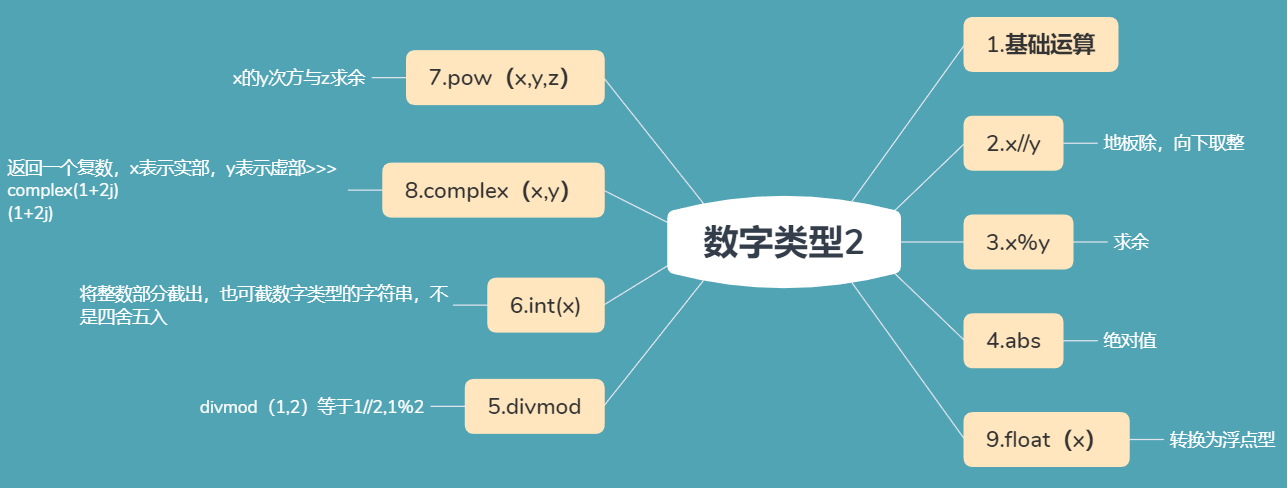 数字类型2
1.基础运算
2.x//y
地板除，向下取整
3.x%y
求余
4.abs
绝对值
9.float（x）
转换为浮点型
7.pow（x,y,z）
x的y次方与z求余
8.complex（x,y）
返回一个复数，x表示实部，y表示虚部>>>
complex(1+2j)
(1+2j)
6.int(x)
将整数部分截出，也可截数字类型的字符串，不
是四舍五入
5.divmod
divmod（1,2）等于1//2,1%2